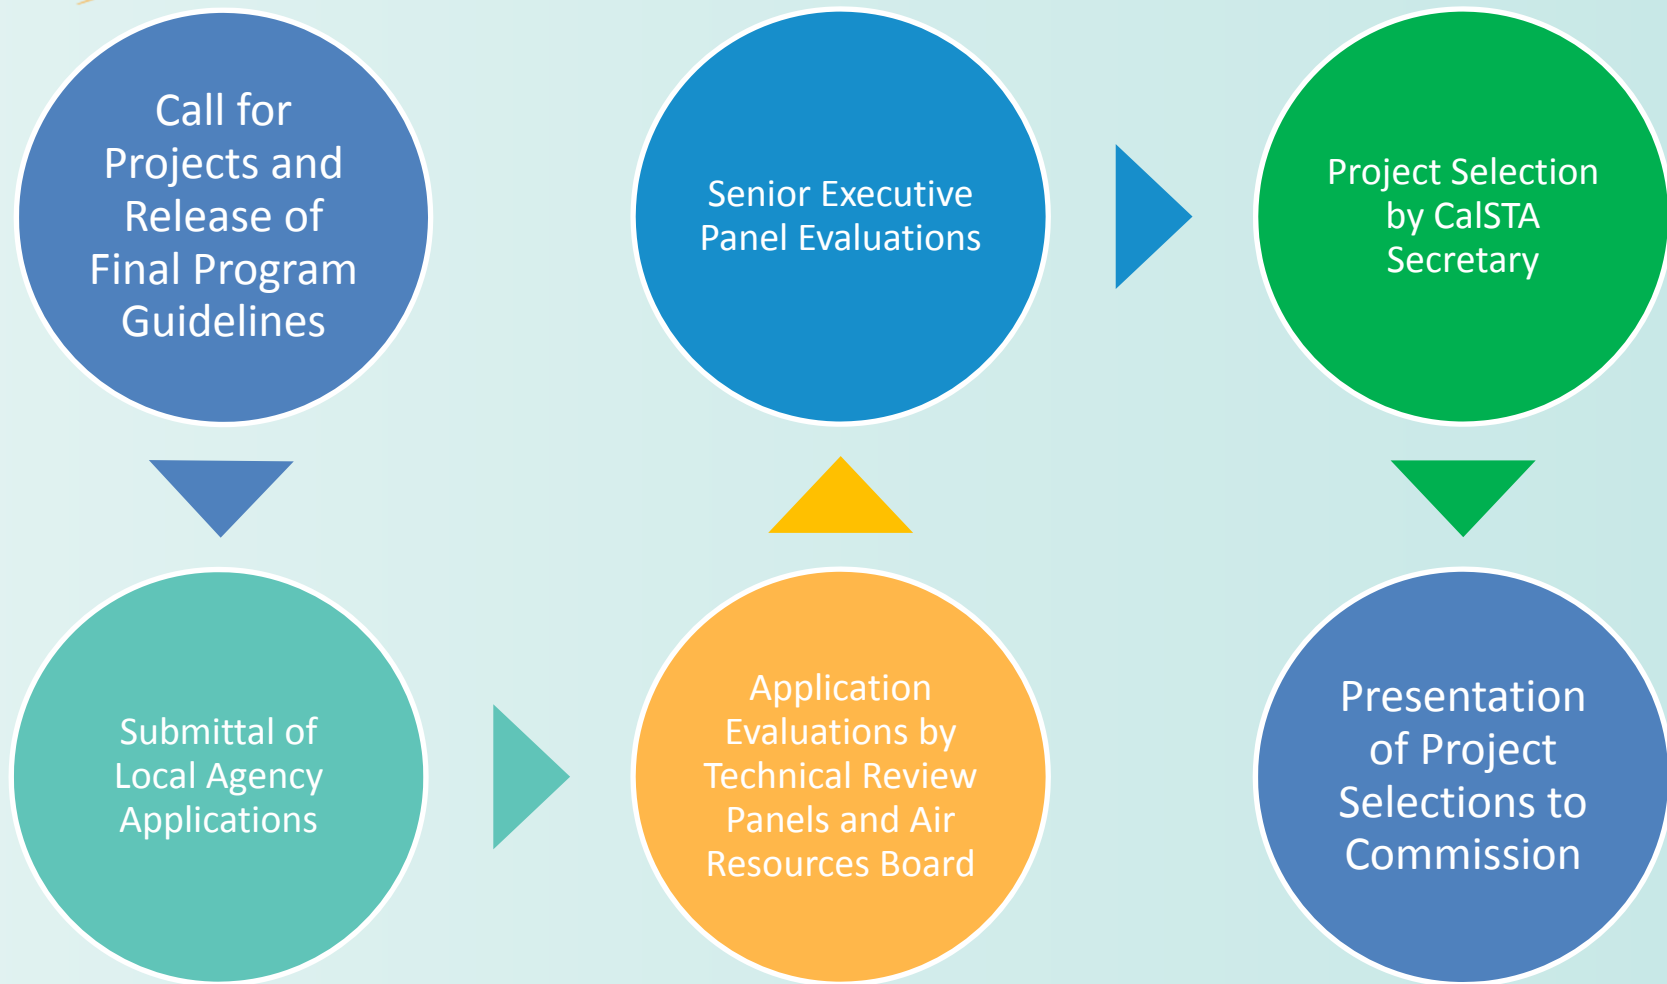 Call for
Projects and
Release of
Final Program
Guidelines
Submittal of
Local Agency
Applications
Application
Evaluations by
Technical Review
Panels and Air
Resources Board
Senior Executive
Panel Evaluations
Project Selection
by CalSTA
Secretary
Presentation
of Project
Selections to
Commission